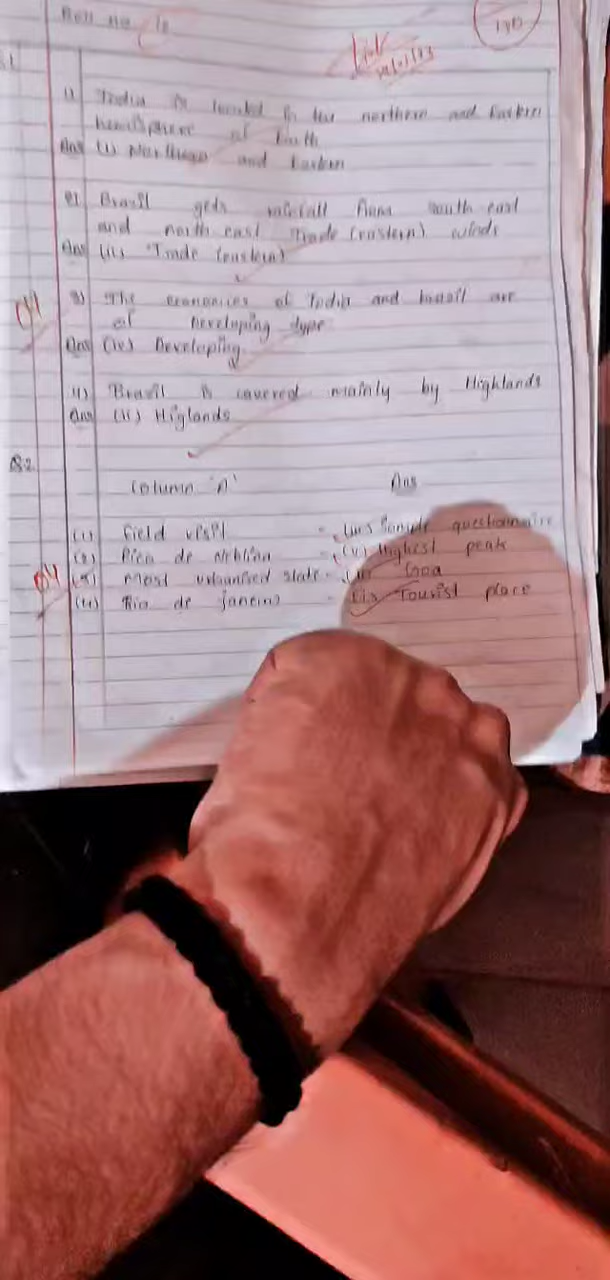 Roll no
1) India is located in the northern and Eastern
hemisphere of Earth
Ans (i) Northern and Eastern
2) Brazil gets rainfall from south east
and north east Trade (eastern) winds
Ans (ii) Trade (eastern)
3) The economies of India and brazil are
of Developing type
Ans Developing
4) Brazil is covered mainly by Highlands
Ans (ii) Higlands
Q.2
Column 'A' Ans
(1) field visit - Sample questionnaire
(2) Pico de Neblina - Highest peak
(3) Most urbanised state - Goa
(4) Rio de janeiro - Tourist place